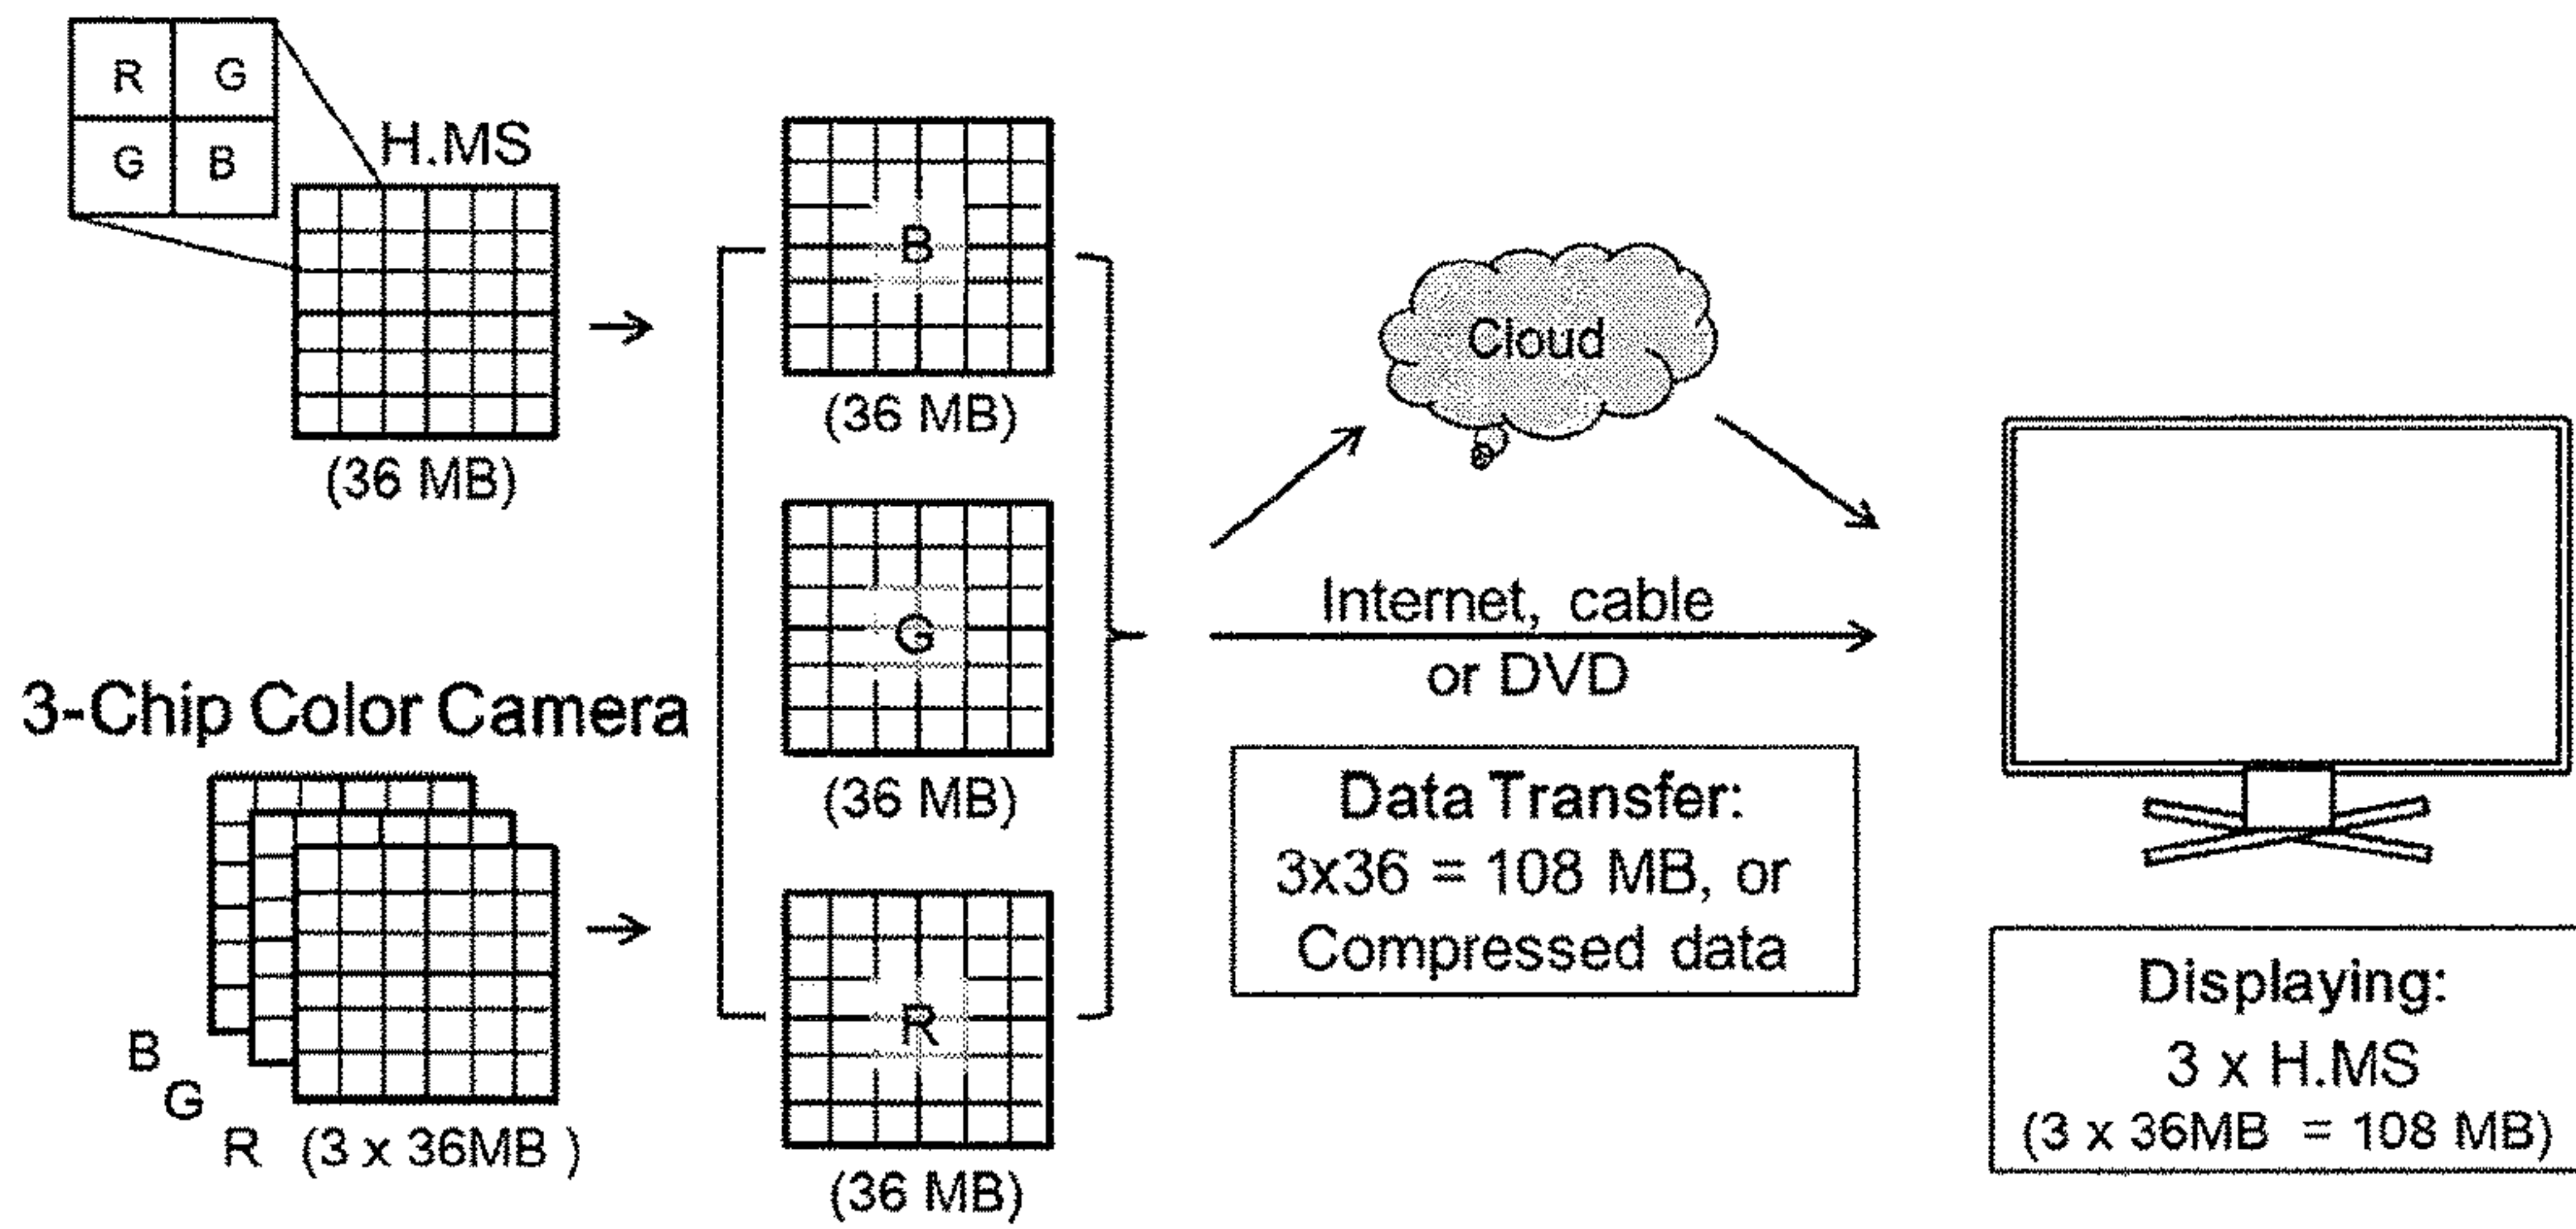 R G
G B
H.MS
(36 MB)
3-Chip Color Camera
B
G
R (3 x 36MB )
B
(36 MB)
G
(36 MB)
R
(36 MB)
Cloud
Internet, cable
or DVD
Data Transfer:
3x36 = 108 MB, or
Compressed data
Displaying:
3 x H.MS
(3 x 36MB = 108 MB)